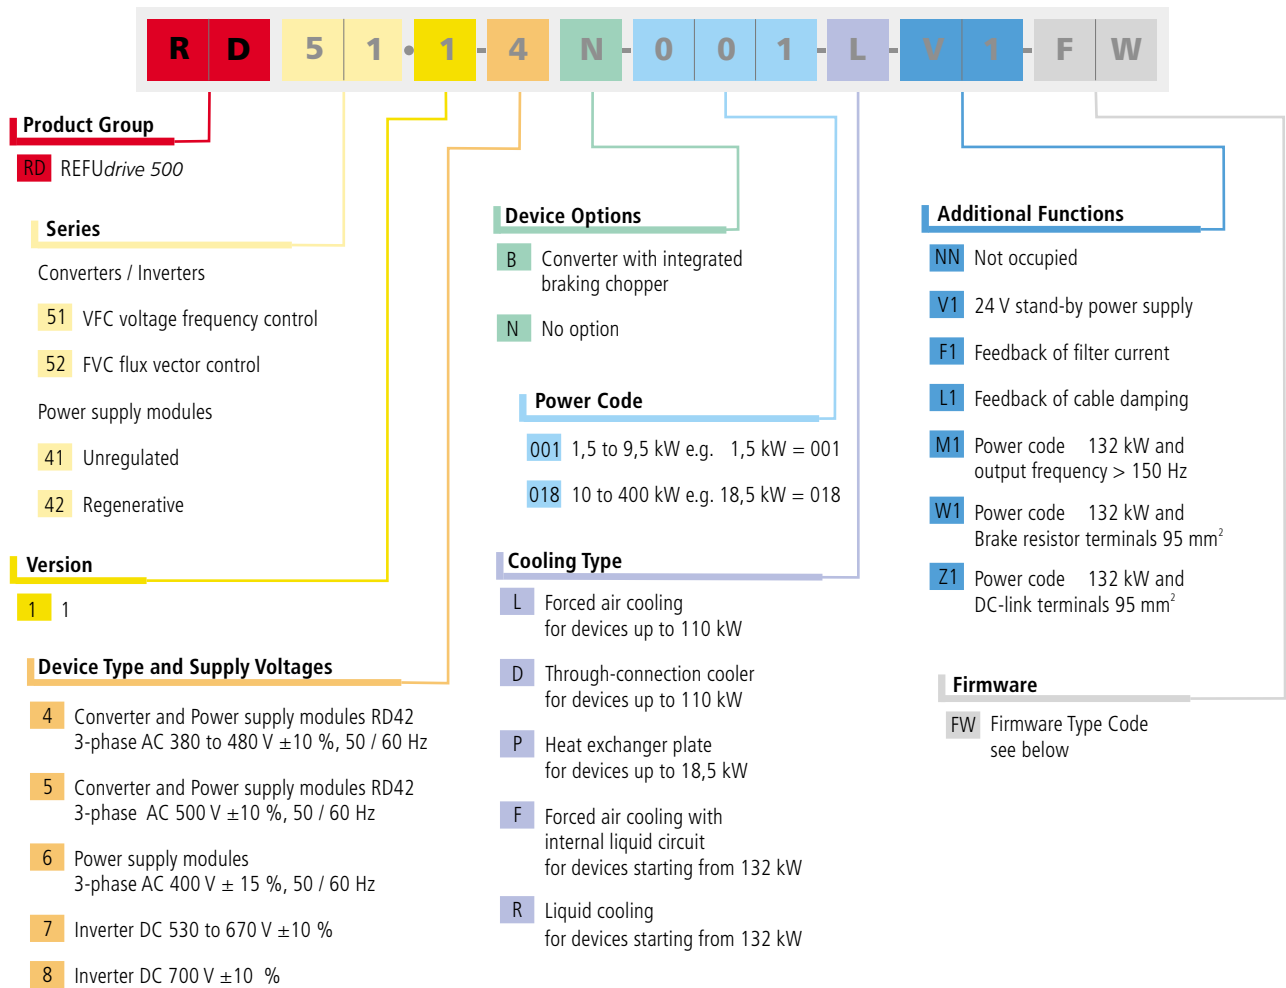 R D 5 1 • 1 - 4 N - 0 0 1 - L - V 1 - F W
Product Group
RD REFUdrive 500
Series
Converters / Inverters
51 VFC voltage frequency control
52 FVC flux vector control
Power supply modules
41 Unregulated
42 Regenerative
Version
1 1
Device Type and Supply Voltages
4 Converter and Power supply modules RD42
3-phase AC 380 to 480 V ±10 %, 50 / 60 Hz
5 Converter and Power supply modules RD42
3-phase AC 500 V ±10 %, 50 / 60 Hz
6 Power supply modules
3-phase AC 400 V ± 15 %, 50 / 60 Hz
7 Inverter DC 530 to 670 V ±10 %
8 Inverter DC 700 V ±10 %
Device Options
B Converter with integrated
braking chopper
N No option
Power Code
001 1,5 to 9,5 kW e.g. 1,5 kW = 001
018 10 to 400 kW e.g. 18,5 kW = 018
Cooling Type
L Forced air cooling
for devices up to 110 kW
D Through-connection cooler
for devices up to 110 kW
P Heat exchanger plate
for devices up to 18,5 kW
F Forced air cooling with
internal liquid circuit
for devices starting from 132 kW
R Liquid cooling
for devices starting from 132 kW
Additional Functions
NN Not occupied
V1 24 V stand-by power supply
F1 Feedback of filter current
L1 Feedback of cable damping
M1 Power code 132 kW and
output frequency > 150 Hz
W1 Power code 132 kW and
Brake resistor terminals 95 mm²
Z1 Power code 132 kW and
DC-link terminals 95 mm²
Firmware
FW Firmware Type Code
see below